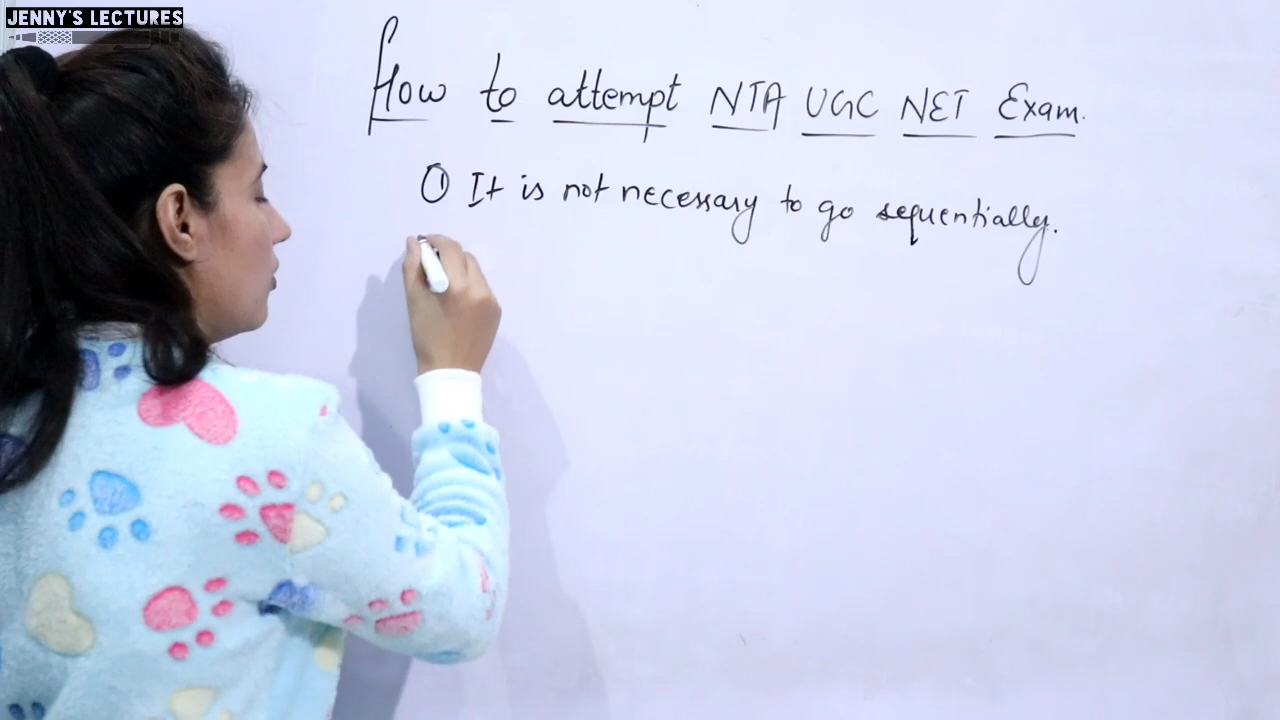 JENNY'S LECTURES
How to attempt NTA UGC NET Exam.
① It is not necessary to go sequentially.